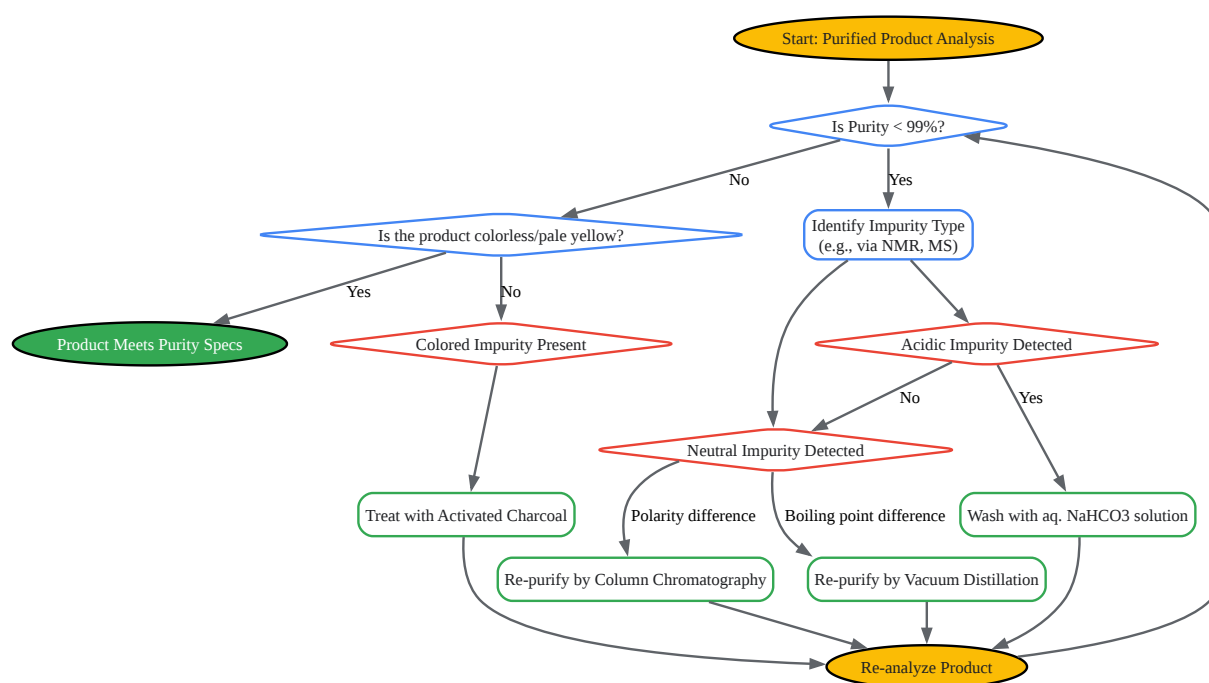 Start: Purified Product Analysis
Is Purity < 99%?
No
Yes
Is the product colorless/pale yellow?
Identify Impurity Type
(e.g., via NMR, MS)
Yes
No
Product Meets Purity Specs
Colored Impurity Present
Acidic Impurity Detected
No
Yes
Neutral Impurity Detected
Treat with Activated Charcoal
Polarity difference
Boiling point difference
Wash with aq. NaHCO3 solution
Re-purify by Column Chromatography
Re-purify by Vacuum Distillation
Re-analyze Product